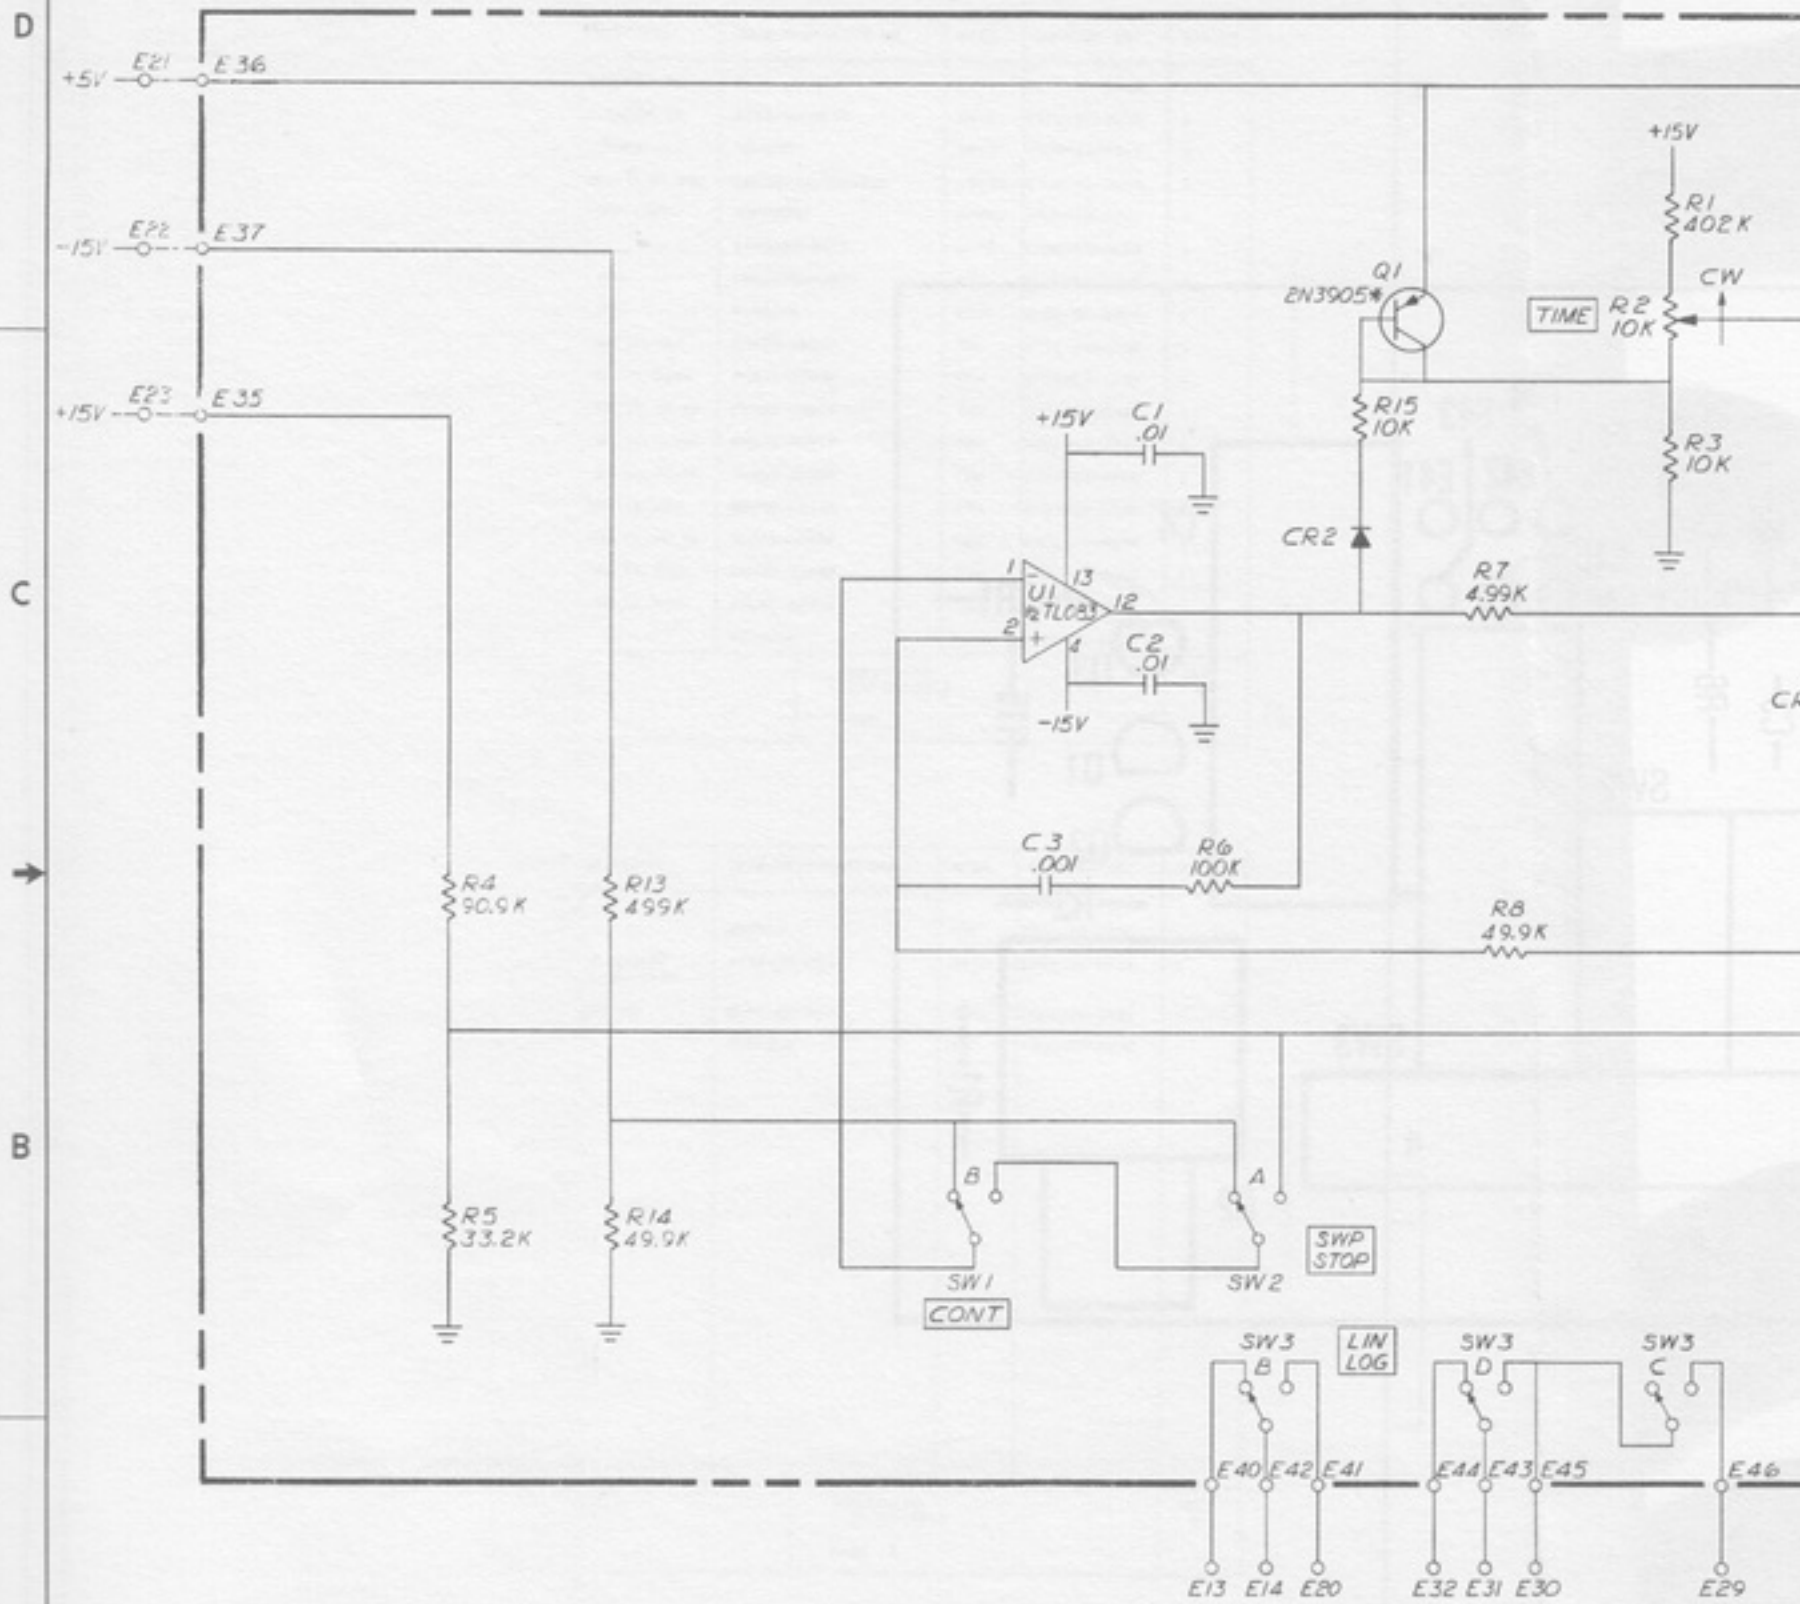 D
E21
E36
+5V
+15V
E22
E37
-15V
R1
402K
Q1
CW
2N3905*
TIME
R2
10K
E23
E35
+15V
+15V
C1
.01
R15
10K
R3
10K
CR2
C
1
-
13
U1
½TL083
12
2
+
4
R7
4.99K
C2
.01
-15V
C3
.001
R6
100K
R4
90.9K
R13
499K
R8
49.9K
B
B
A
R5
33.2K
R14
49.9K
SWP
STOP
SW1
SW2
CONT
SW3
B
LIN
LOG
SW3
D
SW3
C
E40
E42
E41
E44
E43
E45
E46
E13
E14
E20
E32
E31
E30
E29